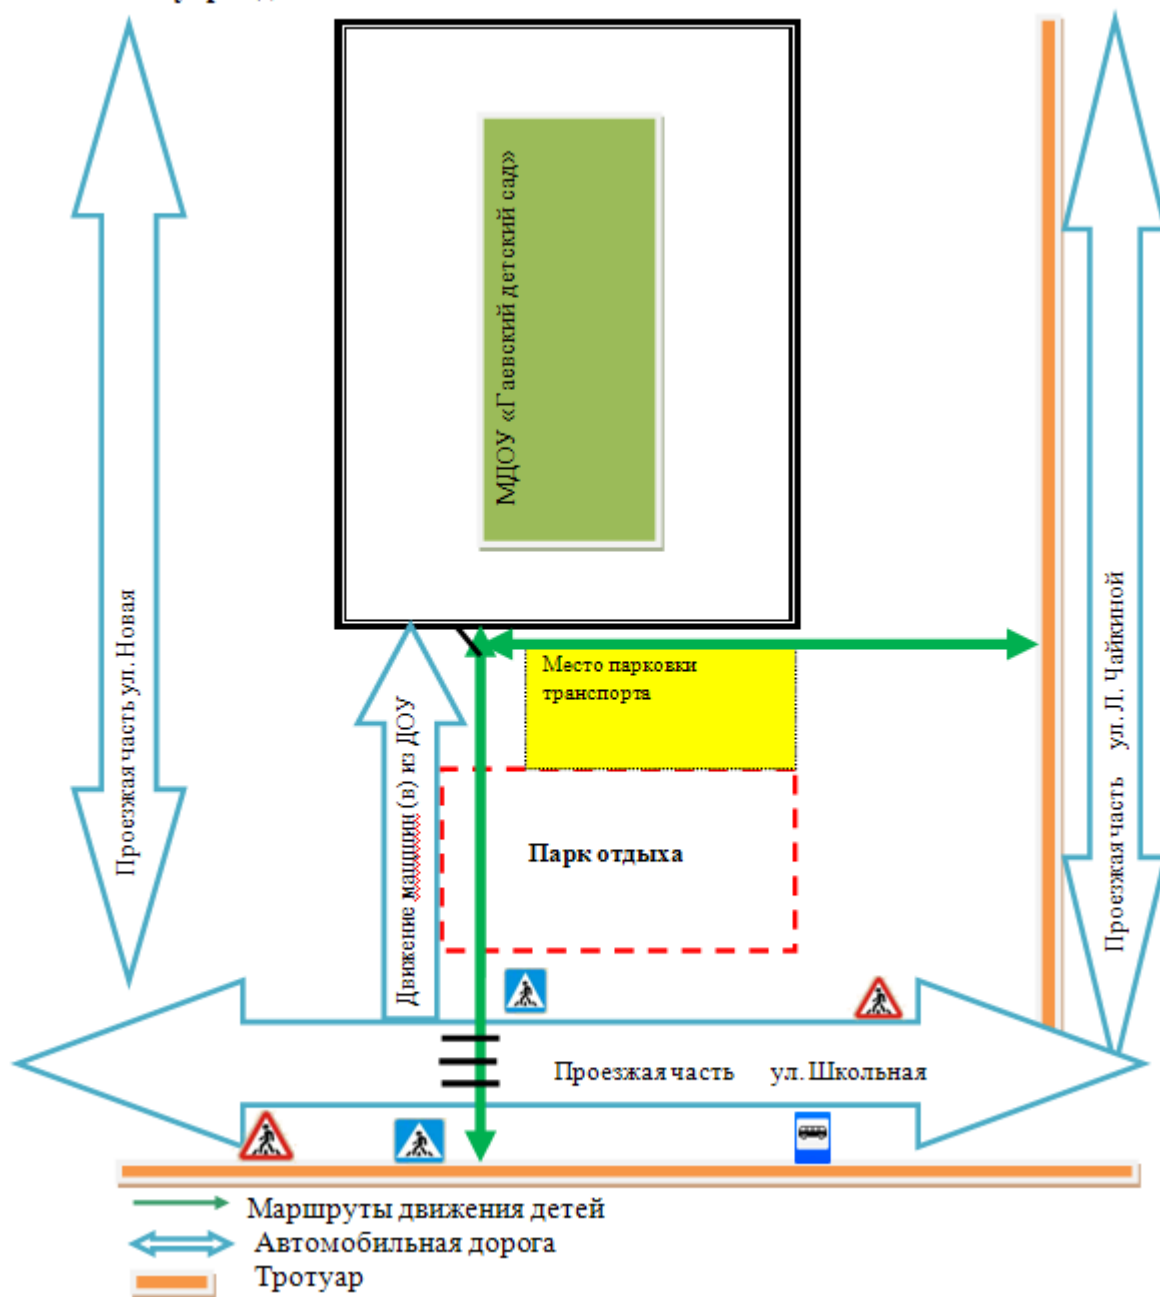 МДОУ «Гаевский детский сад»
Проезжая часть ул. Новая
Проезжая часть ул. Л. Чайкиной
Место парковки
транспорта
Движение машшин (в) из ДОУ
Парк отдыха
Проезжая часть ул. Школьная
Маршруты движения детей
Автомобильная дорога
Тротуар